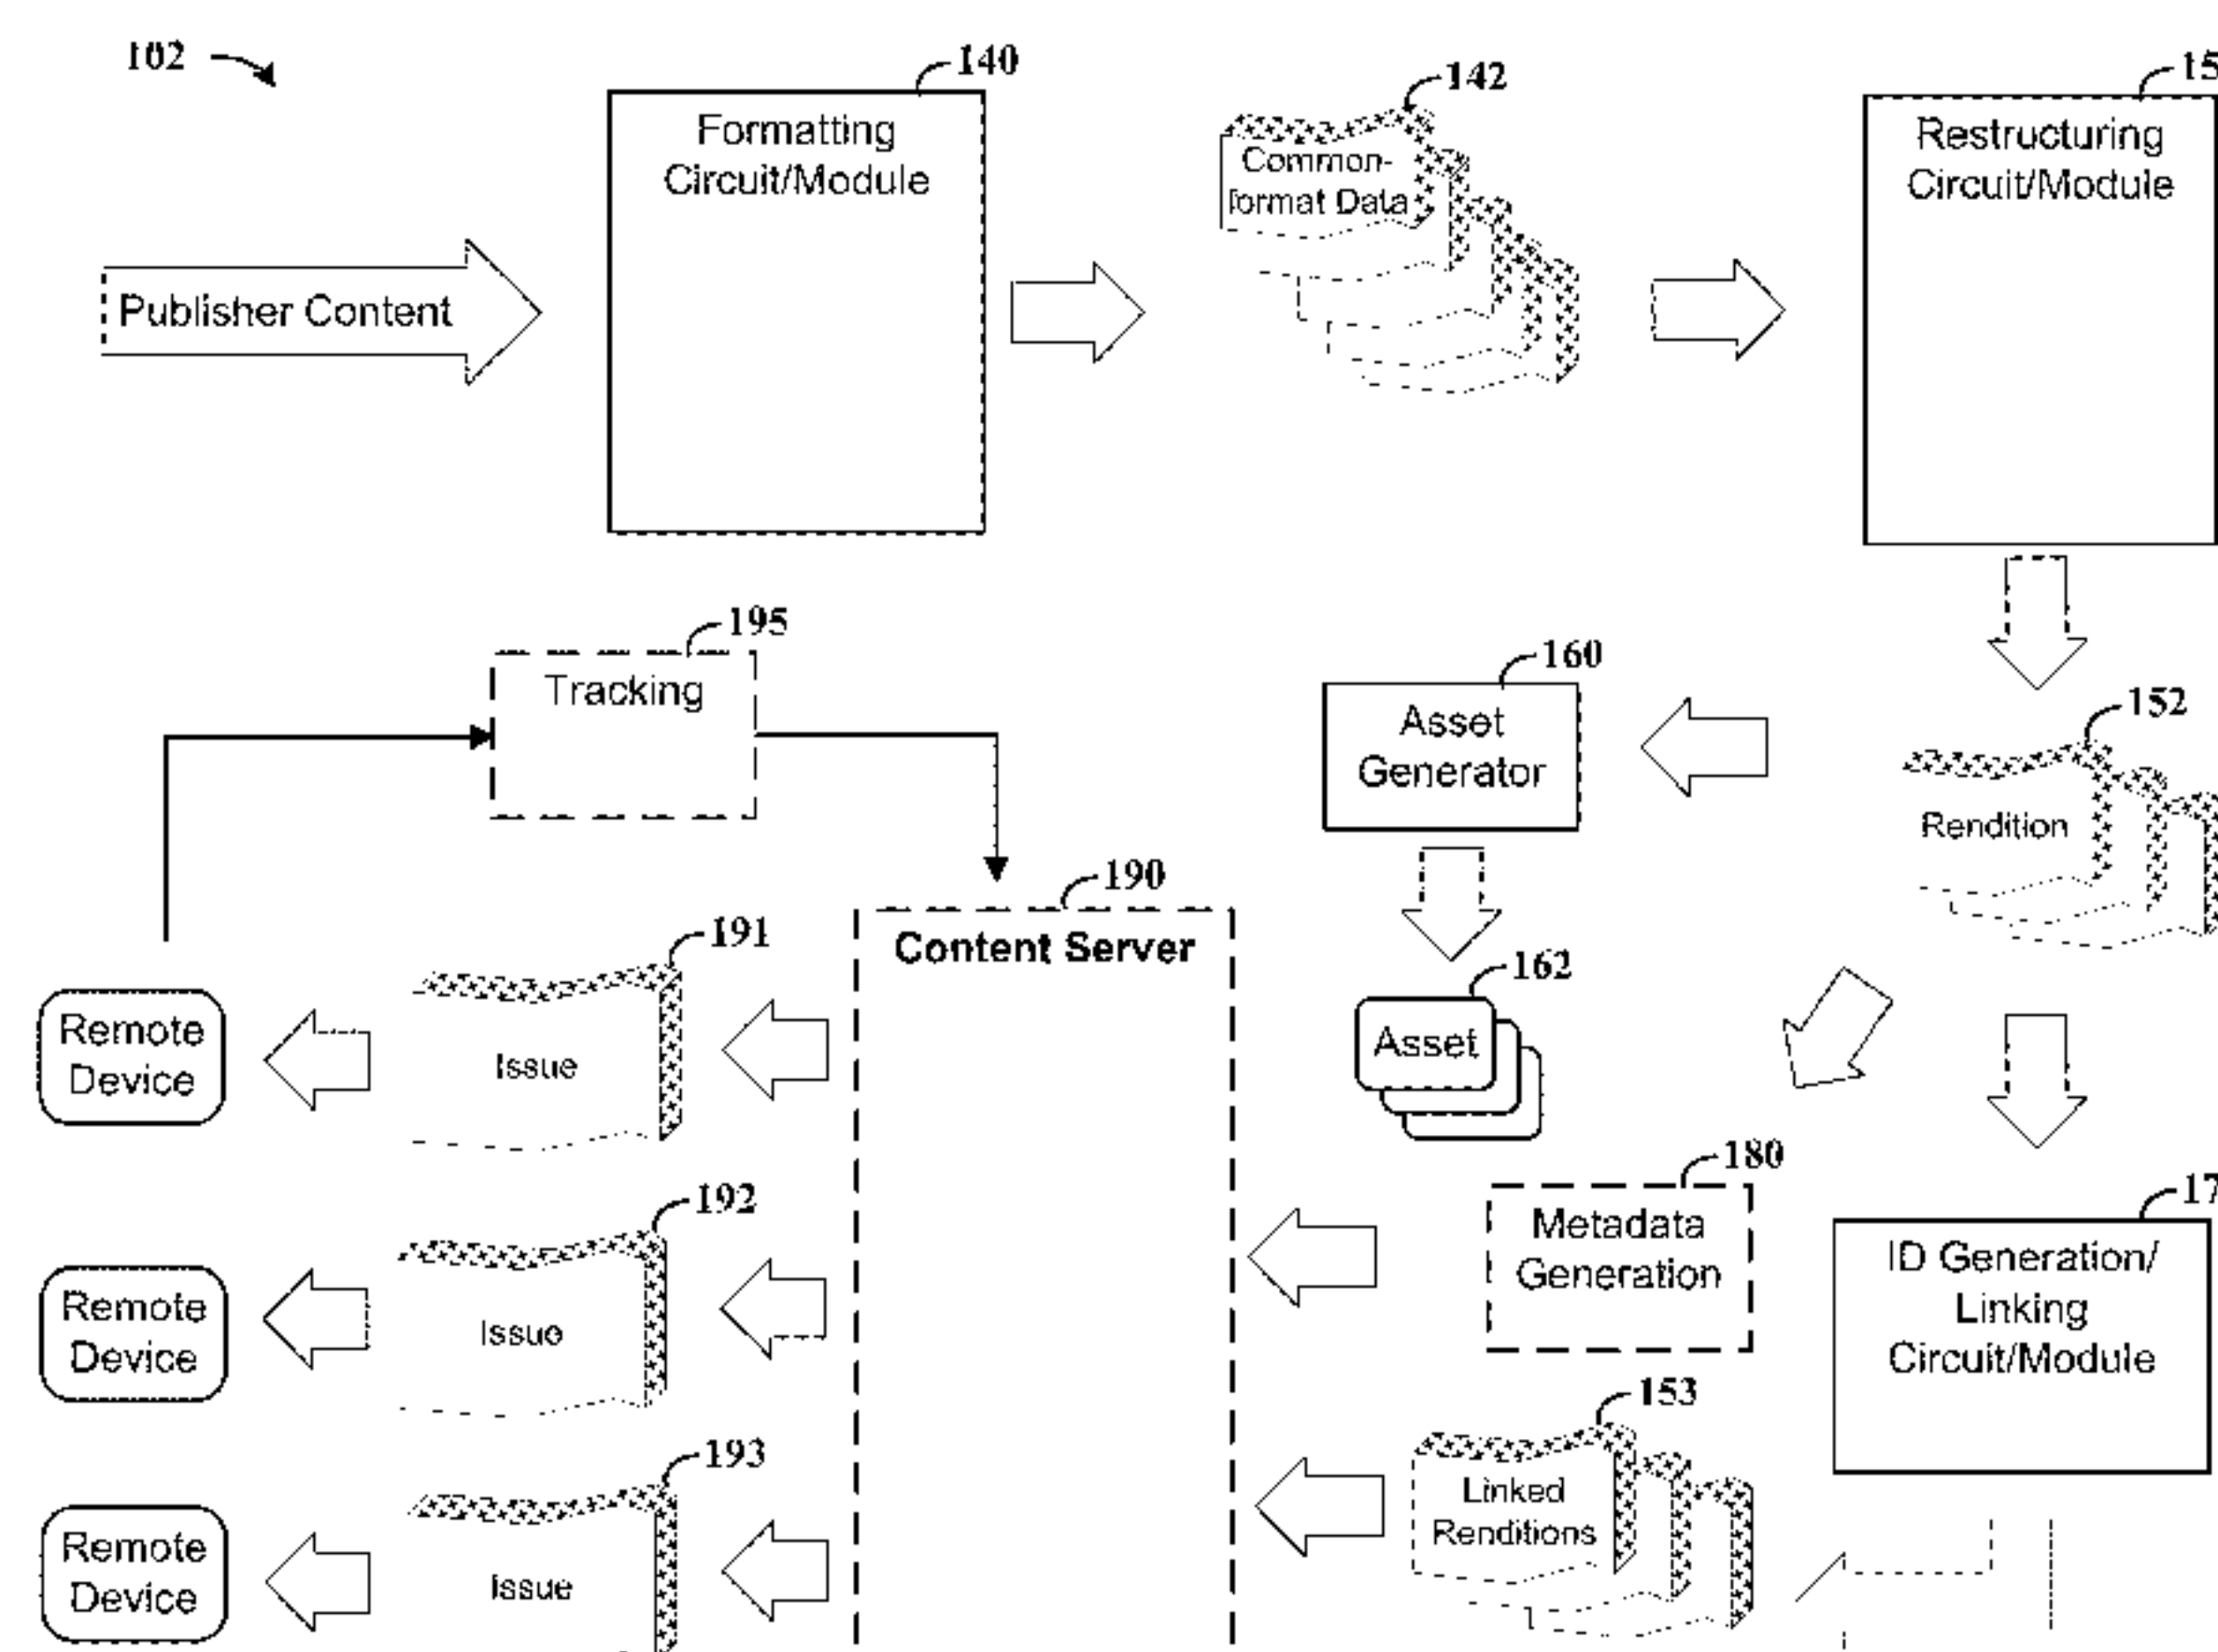 102
140
142
15
Formatting
Circuit/Module
Common-
format Data
Restructuring
Circuit/Module
Publisher Content
195
Tracking
160
Asset
Generator
152
Rendition
190
Content Server
191
Remote
Device
Issue
162
Asset
180
Metadata
Generation
17
ID Generation/
Linking
Circuit/Module
192
Remote
Device
Issue
153
Linked
Renditions
193
Remote
Device
Issue